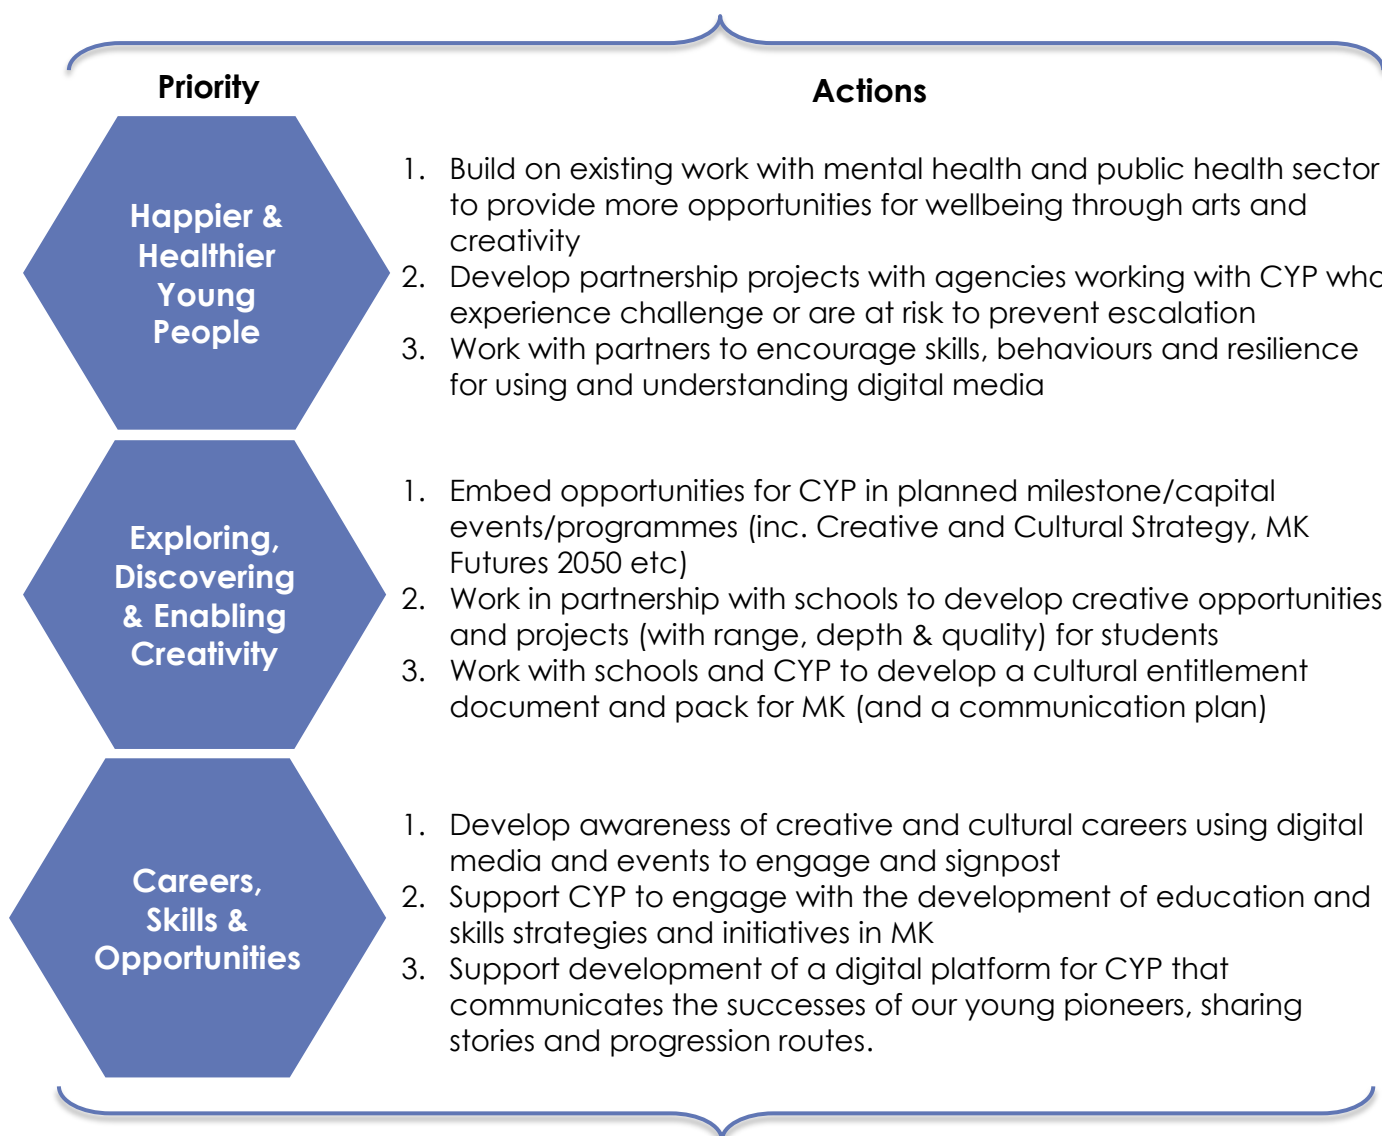 Priority
Actions
Happier &
Healthier
Young
People
1. Build on existing work with mental health and public health sector
to provide more opportunities for wellbeing through arts and
creativity
2. Develop partnership projects with agencies working with CYP who
experience challenge or are at risk to prevent escalation
3. Work with partners to encourage skills, behaviours and resilience
for using and understanding digital media
Exploring,
Discovering
& Enabling
Creativity
1. Embed opportunities for CYP in planned milestone/capital
events/programmes (inc. Creative and Cultural Strategy, MK
Futures 2050 etc)
2. Work in partnership with schools to develop creative opportunities
and projects (with range, depth & quality) for students
3. Work with schools and CYP to develop a cultural entitlement
document and pack for MK (and a communication plan)
Careers,
Skills &
Opportunities
1. Develop awareness of creative and cultural careers using digital
media and events to engage and signpost
2. Support CYP to engage with the development of education and
skills strategies and initiatives in MK
3. Support development of a digital platform for CYP that
communicates the successes of our young pioneers, sharing
stories and progression routes.